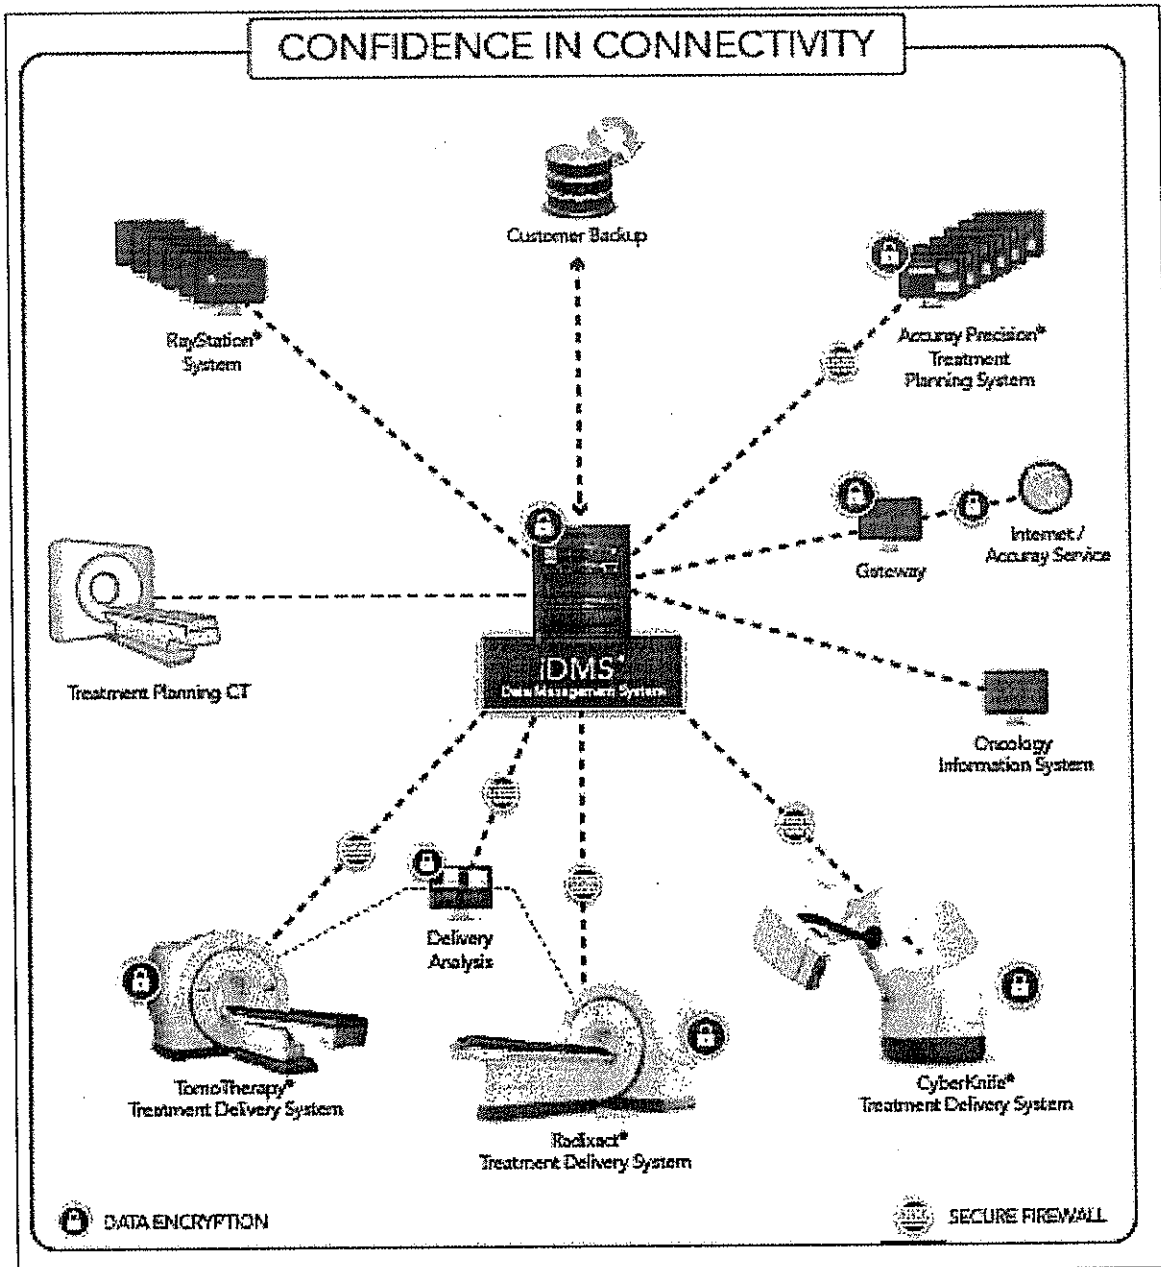 CONFIDENCE IN CONNECTIVITY
Customer Backup
RayStation®
System
Accuray Precision®
Treatment
Planning System
Gateway
Internet /
Accuray Service
Treatment Planning CT
iDMS®
Data Management System
Oncology
Information System
Delivery
Analysis
TomoTherapy®
Treatment Delivery System
Radixact®
Treatment Delivery System
CyberKnife®
Treatment Delivery System
DATA ENCRYPTION
SECURE FIREWALL